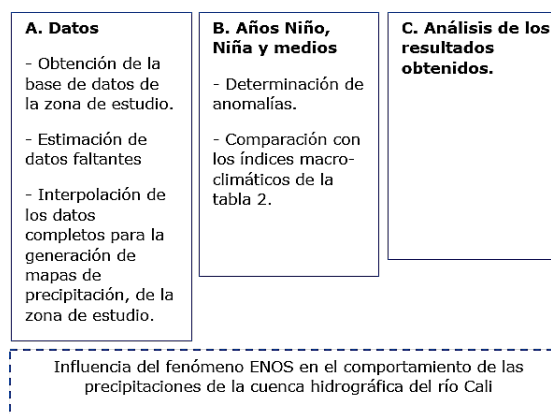 A. Datos
- Obtención de la
base de datos de
la zona de estudio.
- Estimación de
datos faltantes
- Interpolación de
los datos
completos para la
generación de
mapas de
precipitación, de la
zona de estudio.
B. Años Niño,
Niña y medios
- Determinación de
anomalías.
- Comparación con
los índices macro-
climáticos de la
tabla 2.
C. Análisis de los
resultados
obtenidos.
Influencia del fenómeno ENOS en el comportamiento de las
precipitaciones de la cuenca hidrográfica del río Cali